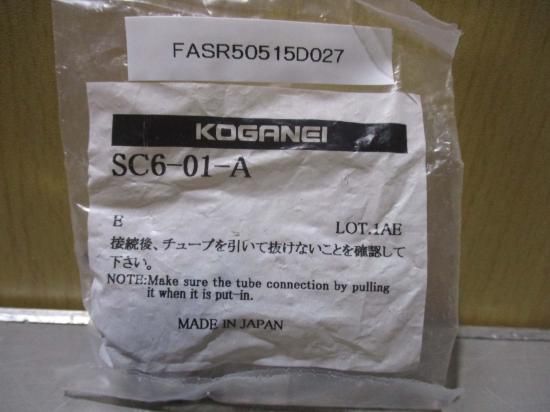 FASR50515D027
KOGANEI
SC6-01-A
E LOT.1AE
接続後、チューブを引いて抜けないことを確認して
下さい。
NOTE:Make sure the tube connection by pulling
it when it is put-in.
MADE IN JAPAN